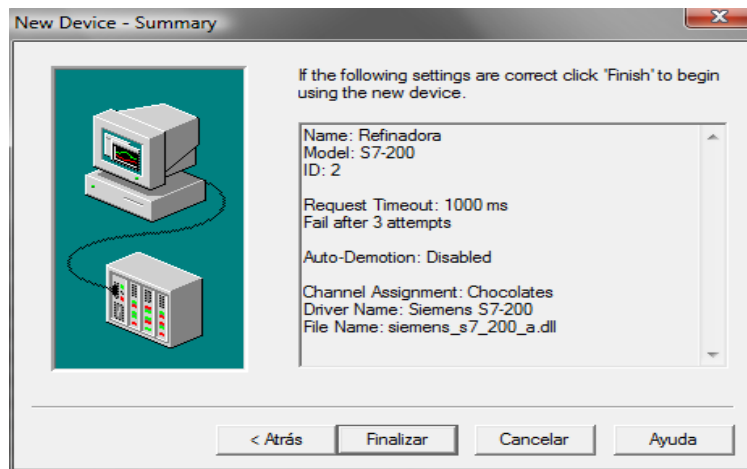 New Device - Summary
If the following settings are correct click 'Finish' to begin
using the new device.
Name: Refinadora
Model: S7-200
ID: 2
Request Timeout: 1000 ms
Fail after 3 attempts
Auto-Demotion: Disabled
Channel Assignment: Chocolates
Driver Name: Siemens S7-200
File Name: siemens_s7_200_a.dll
< Atrás
Finalizar
Cancelar
Ayuda